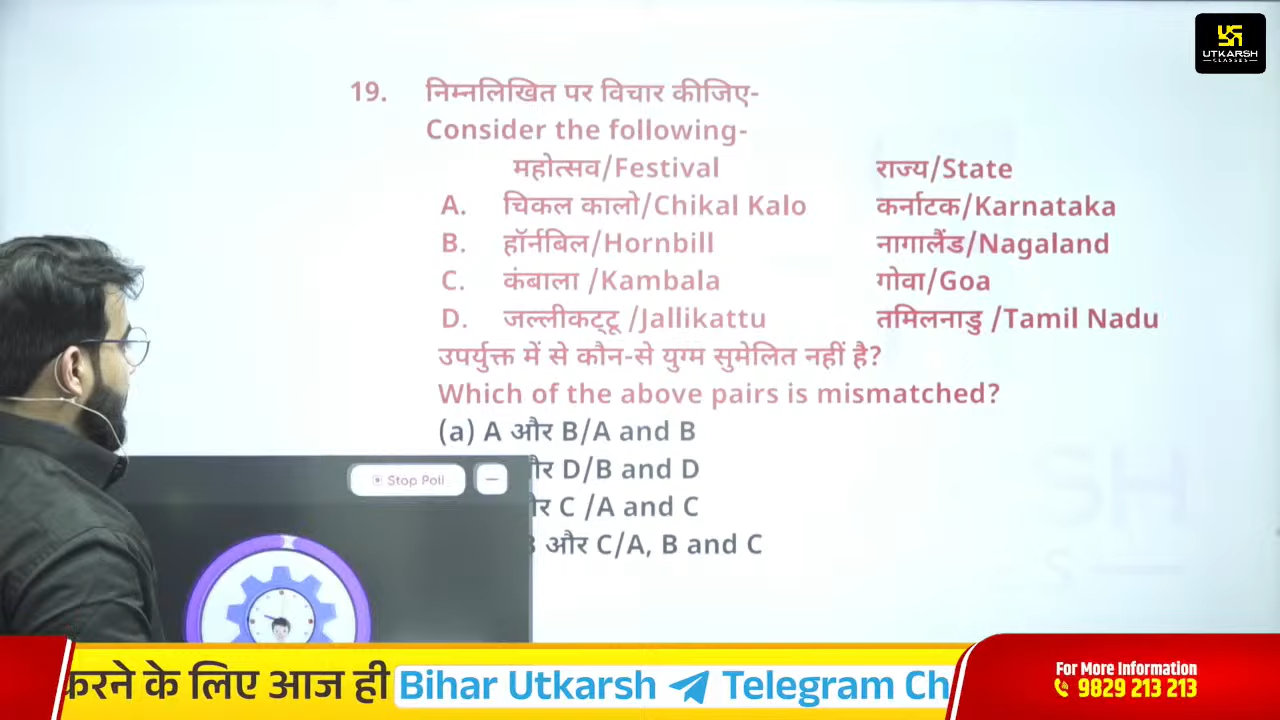 UTKARSH
CLASSES
19. निम्नलिखित पर विचार कीजिए-
Consider the following-
महोत्सव/Festival राज्य/State
A. चिकल कालो/Chikal Kalo कर्नाटक/Karnataka
B. हॉर्नबिल/Hornbill नागालैंड/Nagaland
C. कंबाला /Kambala गोवा/Goa
D. जल्लीकट्टू /Jallikattu तमिलनाडु /Tamil Nadu
उपर्युक्त में से कौन-से युग्म सुमेलित नहीं है?
Which of the above pairs is mismatched?
(a) A और B/A and B
D/B and D
C /A and C
और C/A, B and C
Stop Poll
करने के लिए आज ही Bihar Utkarsh Telegram Ch
For More Information
9829 213 213